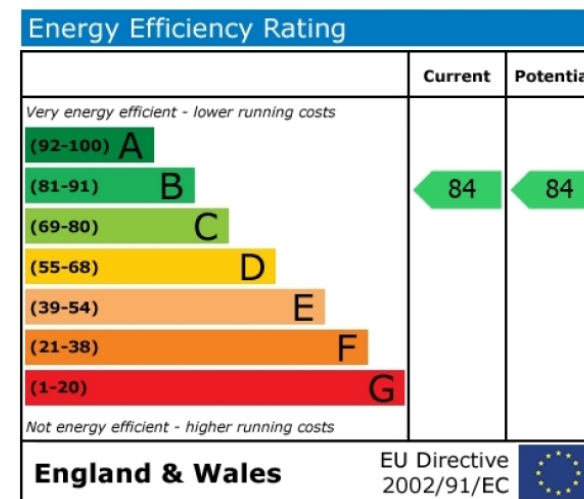 Energy Efficiency Rating
Current Potentia
Very energy efficient - lower running costs
(92-100) A
(81-91) B 84 84
(69-80) C
(55-68) D
(39-54) E
(21-38) F
(1-20) G
Not energy efficient - higher running costs
England & Wales
EU Directive
2002/91/EC